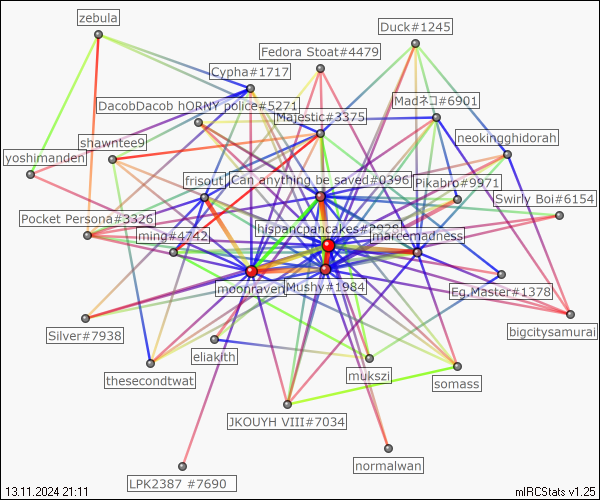 zebula
Duck#1245
Fedora Stoat#4479
Cypha#1717
DacobDacob hORNY police#5271
Madネコ#6901
Majestic#3375
neokingghidorah
shawntee9
yoshimanden
frisout
Can anything be saved#0396
Pikabro#9971
Swirly Boi#6154
Pocket Persona#3326
hispancpancakes#2928
ming#4742
marcemadness
moonraven
Mushy#1984
Eg.Master#1378
bigcitysamurai
Silver#7938
eliakith
thesecondtwat
mukszi
somass
JKOUYH VIII#7034
normalwan
LPK2387 #7690
13.11.2024 21:11
mIRCStats v1.25